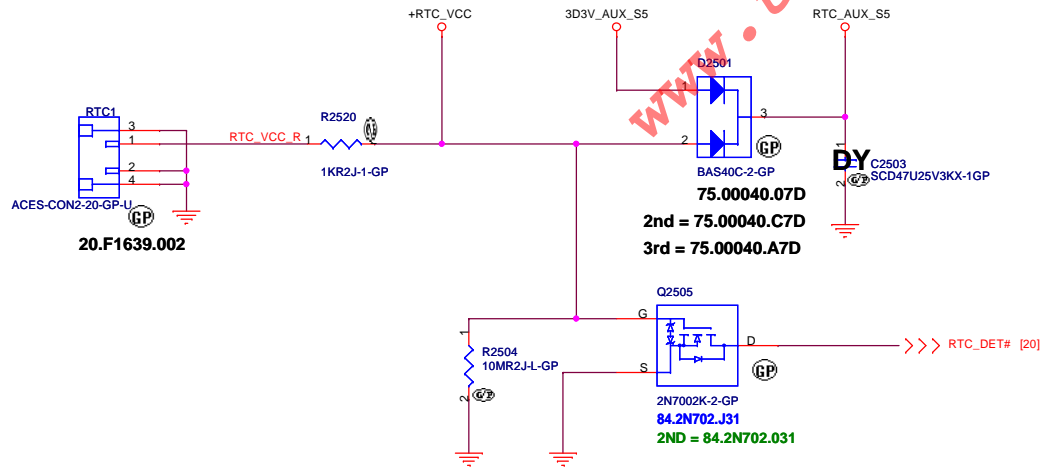 +RTC_VCC
3D3V_AUX_S5
RTC_AUX_S5
www.
D2501
1
3
2
BAS40C-2-GP
GP
75.00040.07D
2nd = 75.00040.C7D
3rd = 75.00040.A7D
RTC1
3
1
2
4
ACES-CON2-20-GP-U
GP
20.F1639.002
RTC_VCC_R
1
R2520
1KR2J-1-GP
1
DY
2
C2503
SCD47U25V3KX-1GP
Q2505
G
D
S
GP
2N7002K-2-GP
84.2N702.J31
2ND = 84.2N702.031
RTC_DET# [20]
1
R2504
10MR2J-L-GP
2